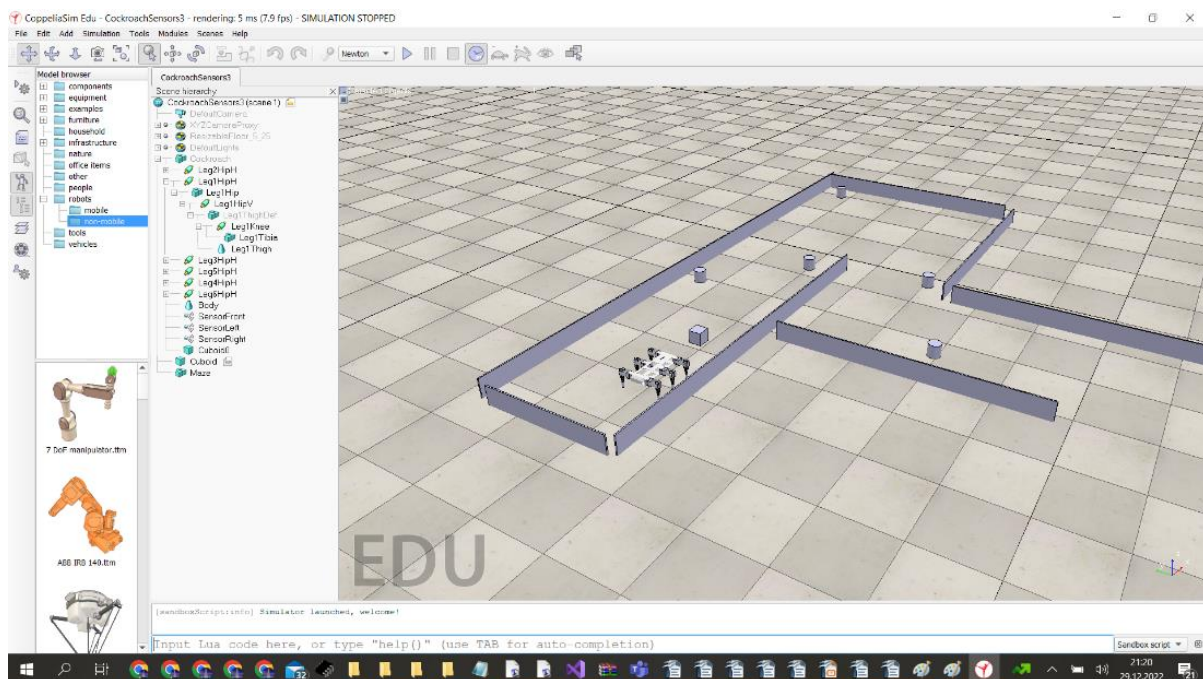 CoppeliaSim Edu - CockroachSensors3 - rendering: 5 ms (7.9 fps) - SIMULATION STOPPED
File Edit Add Simulation Tools Modules Scenes Help
Newton
Model browser
components
equipment
examples
furniture
household
infrastructure
nature
office items
other
people
robots
mobile
non-mobile
tools
vehicles
7 DoF manipulator.ttm
ABB IRB 140.ttm
CockroachSensors3
Scene hierarchy
CockroachSensors3 (scene 1)
DefaultCamera
XYZCameraProxy
ResizableFloor_5_25
DefaultLights
Cockroach
Leg2HipH
Leg1HipH
Leg1Hip
Leg1HipV
Leg1ThighDef
Leg1Knee
Leg1Tibia
Leg1Thigh
Leg3HipH
Leg5HipH
Leg4HipH
Leg6HipH
Body
SensorFront
SensorLeft
SensorRight
Cuboid6
Cuboid
Maze
EDU
[sandboxScript:info] Simulator launched, welcome!
Input Lua code here, or type "help()" (use TAB for auto-completion)
Sandbox script
32
21:20
29.12.2022